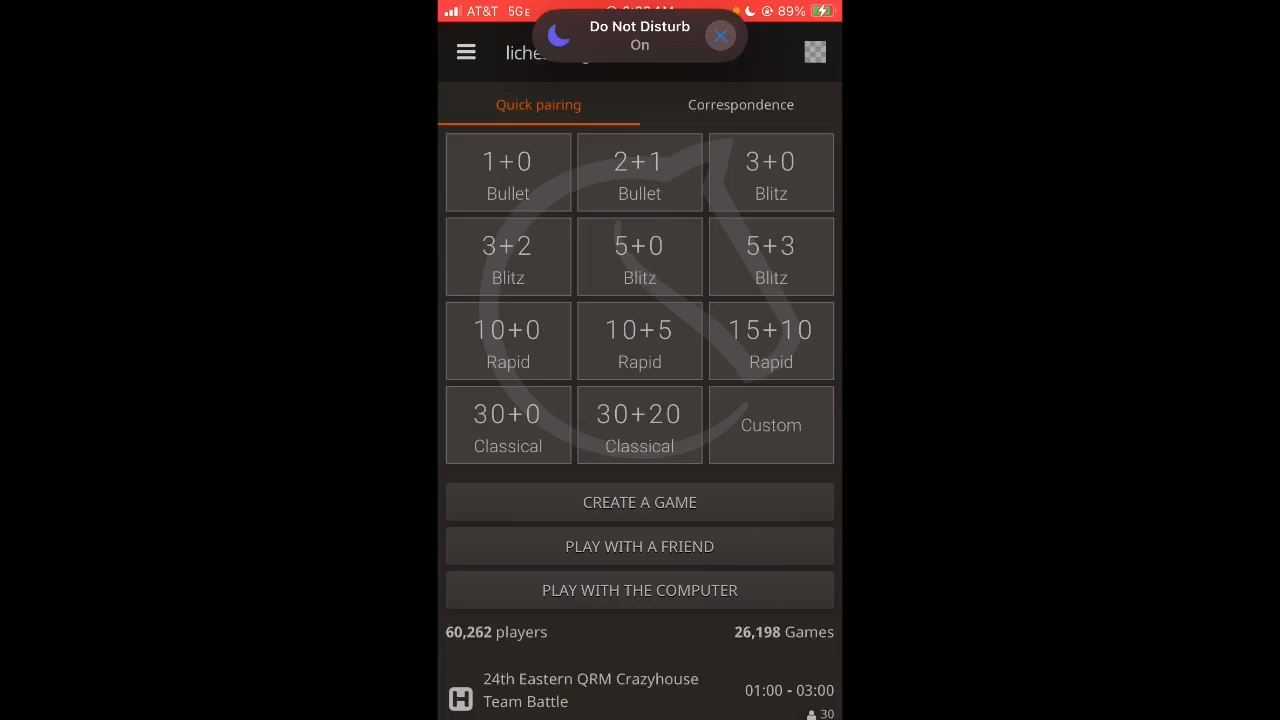 AT&T 5GE
89%
Do Not Disturb
On
Quick pairing
Correspondence
1+0
Bullet
2+1
Bullet
3+0
Blitz
3+2
Blitz
5+0
Blitz
5+3
Blitz
10+0
Rapid
10+5
Rapid
15+10
Rapid
30+0
Classical
30+20
Classical
Custom
CREATE A GAME
PLAY WITH A FRIEND
PLAY WITH THE COMPUTER
60,262 players
26,198 Games
24th Eastern QRM Crazyhouse
Team Battle
01:00 - 03:00
30